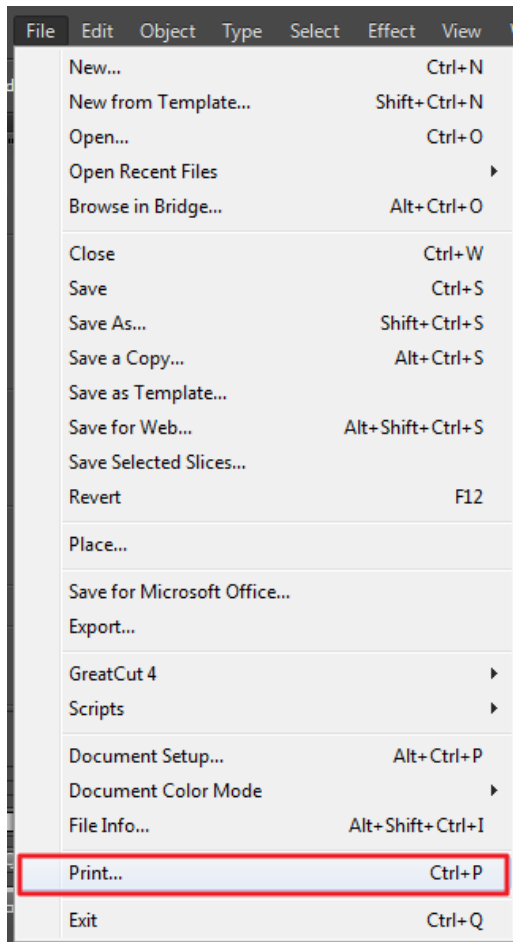 File Edit Object Type Select Effect View
New... Ctrl+N
New from Template... Shift+Ctrl+N
Open... Ctrl+O
Open Recent Files
Browse in Bridge... Alt+Ctrl+O
Close Ctrl+W
Save Ctrl+S
Save As... Shift+Ctrl+S
Save a Copy... Alt+Ctrl+S
Save as Template...
Save for Web... Alt+Shift+Ctrl+S
Save Selected Slices...
Revert F12
Place...
Save for Microsoft Office...
Export...
GreatCut 4
Scripts
Document Setup... Alt+Ctrl+P
Document Color Mode
File Info... Alt+Shift+Ctrl+I
Print... Ctrl+P
Exit Ctrl+Q